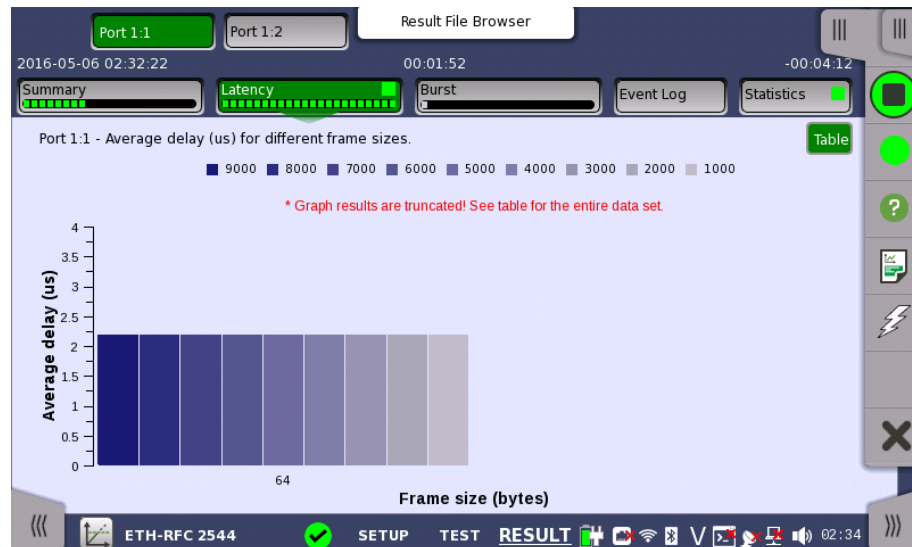 Port 1:1
Port 1:2
Result File Browser
2016-05-06 02:32:22
00:01:52
-00:04:12
Summary
Latency
Burst
Event Log
Statistics
Port 1:1 - Average delay (us) for different frame sizes.
Table
9000 8000 7000 6000 5000 4000 3000 2000 1000
* Graph results are truncated! See table for the entire data set.
Average delay (us)
4
3.5
3
2.5
2
1.5
1
0.5
0
64
Frame size (bytes)
ETH-RFC 2544
SETUP
TEST
RESULT
V
02:34